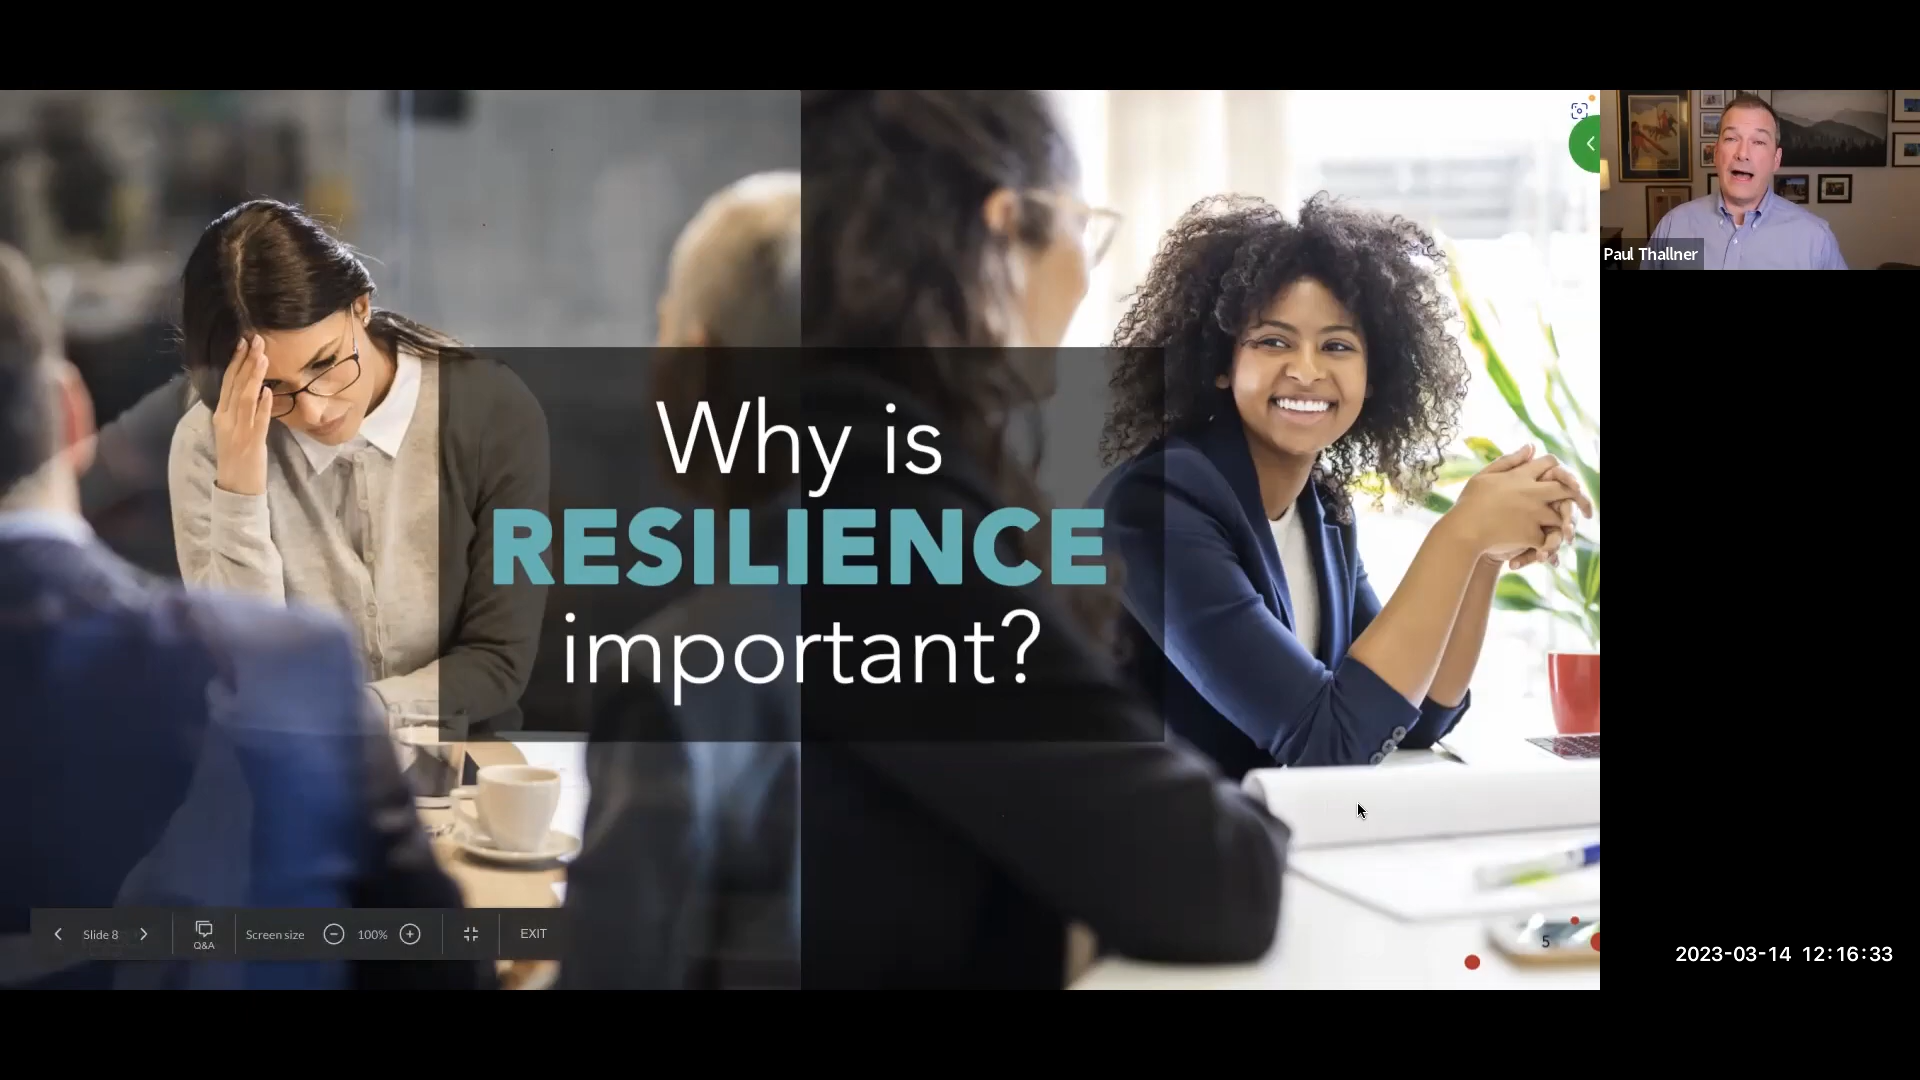 Why is
RESILIENCE
important?
Paul Thallner
Slide 8
Q&A
Screen size
100%
EXIT
5
2023-03-14 12:16:33